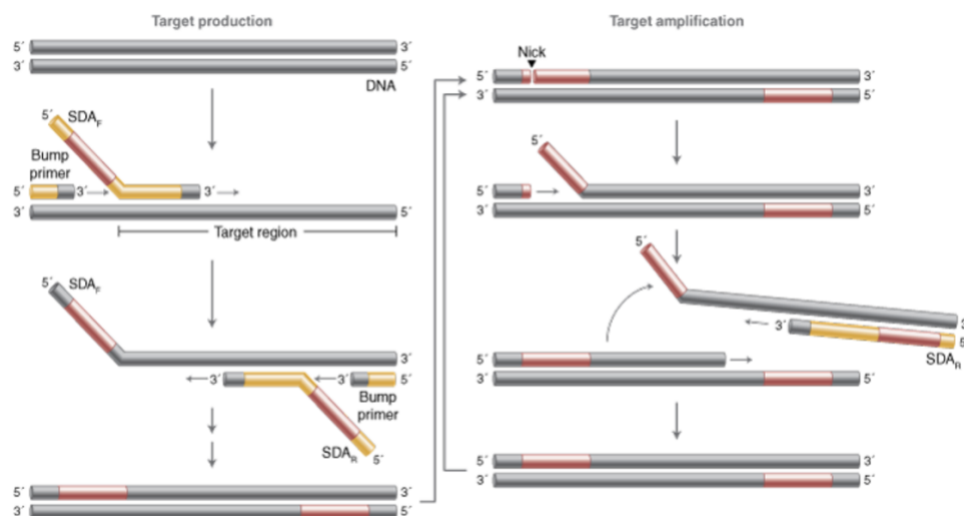 Target production
5´ 3´
3´ 5´
DNA
5´ SDA_F
Bump
primer
5´ 3´ 3´
3´ 5´
Target region
5´ SDA_F
3´
3´ 3´ 5´
Bump
primer
SDA_R 5´
5´ 3´
3´ 5´
Target amplification
Nick
5´ 3´
3´ 5´
5´
5´ 3´
3´ 5´
5´
3´ 3´
5´
SDA_R
5´
3´ 5´
5´ 3´
3´ 5´